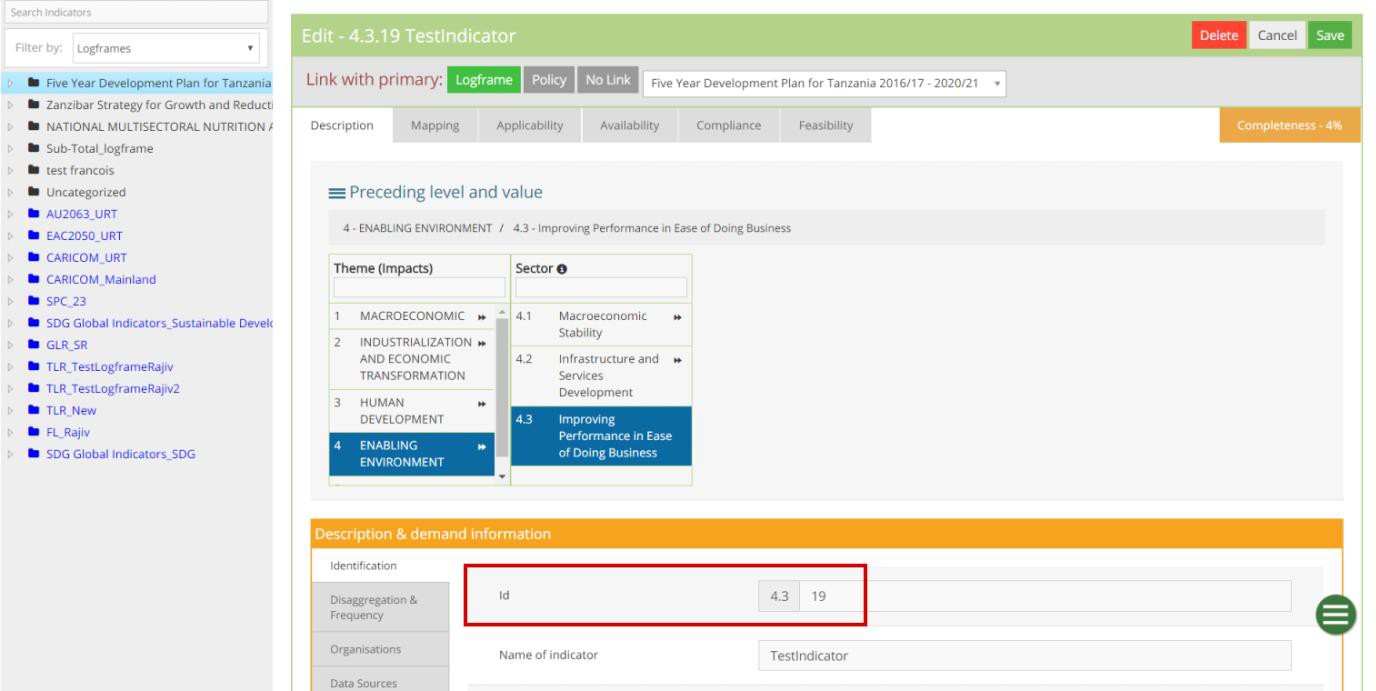 Search Indicators
Filter by: Logframes
Five Year Development Plan for Tanzania
Zanzibar Strategy for Growth and Reducti
NATIONAL MULTISECTORAL NUTRITION A
Sub-Total_logframe
test francois
Uncategorized
AU2063_URT
EAC2050_URT
CARICOM_URT
CARICOM_Mainland
SPC_23
SDG Global Indicators_Sustainable Develo
GLR_SR
TLR_TestLogframeRajiv
TLR_TestLogframeRajiv2
TLR_New
FL_Rajiv
SDG Global Indicators_SDG
Edit - 4.3.19 TestIndicator
Delete Cancel Save
Link with primary: Logframe Policy No Link Five Year Development Plan for Tanzania 2016/17 - 2020/21
Description Mapping Applicability Availability Compliance Feasibility Completeness - 4%
Preceding level and value
4 - ENABLING ENVIRONMENT / 4.3 - Improving Performance in Ease of Doing Business
Theme (Impacts)
1 MACROECONOMIC
2 INDUSTRIALIZATION
AND ECONOMIC
TRANSFORMATION
3 HUMAN
DEVELOPMENT
4 ENABLING
ENVIRONMENT
Sector
4.1 Macroeconomic
Stability
4.2 Infrastructure and
Services
Development
4.3 Improving
Performance in Ease
of Doing Business
Description & demand information
Identification
Disaggregation &
Frequency
Organisations
Data Sources
Id 4.3 19
Name of indicator TestIndicator